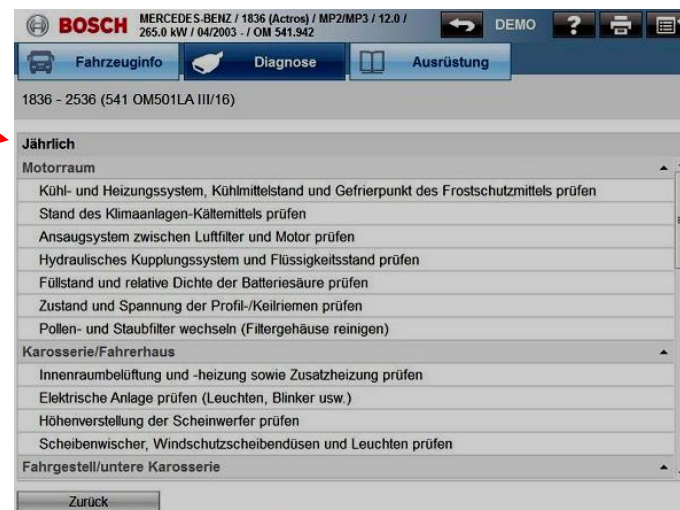 BOSCH
MERCEDES-BENZ / 1836 (Actros) / MP2/MP3 / 12.0 /
265.0 kW / 04/2003 - / OM 541.942
DEMO
?
Fahrzeuginfo
Diagnose
Ausrüstung
1836 - 2536 (541 OM501LA III/16)
Jährlich
Motorraum
Kühl- und Heizungssystem, Kühlmittelstand und Gefrierpunkt des Frostschutzmittels prüfen
Stand des Klimaanlagen-Kältemittels prüfen
Ansaugsystem zwischen Luftfilter und Motor prüfen
Hydraulisches Kupplungssystem und Flüssigkeitsstand prüfen
Füllstand und relative Dichte der Batteriesäure prüfen
Zustand und Spannung der Profil-/Keilriemen prüfen
Pollen- und Staubfilter wechseln (Filtergehäuse reinigen)
Karosserie/Fahrerhaus
Innenraumbelüftung und -heizung sowie Zusatzheizung prüfen
Elektrische Anlage prüfen (Leuchten, Blinker usw.)
Höhenverstellung der Scheinwerfer prüfen
Scheibenwischer, Windschutzscheibendüsen und Leuchten prüfen
Fahrgestell/untere Karosserie
Zurück